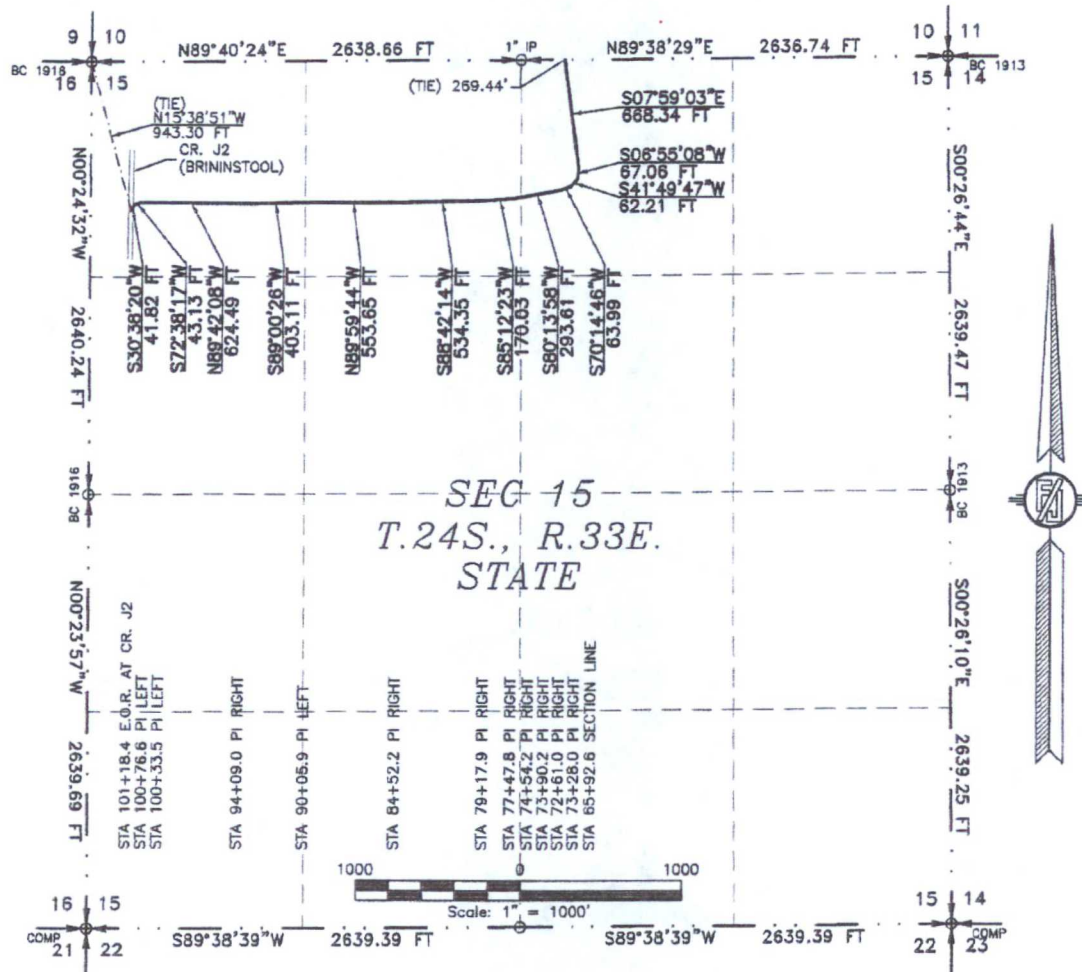 9 10
N89°40'24"E 2638.66 FT
1" IP
N89°38'29"E 2636.74 FT
10 11
BC 1916
16 15
(TIE) 259.44'
15 14
BC 1913
(TIE)
N15°38'51"W
943.30 FT
CR. J2
(BRININSTOOL)
S07°59'03"E
668.34 FT
S06°55'08"W
67.06 FT
S41°49'47"W
62.21 FT
N00°24'32"W 2640.24 FT
S00°26'44"E 2639.47 FT
S30°38'20"W
41.82 FT
S72°38'17"W
43.13 FT
N89°42'08"W
624.49 FT
S89°00'26"W
403.11 FT
N89°59'44"W
553.65 FT
S88°42'14"W
534.35 FT
S85°12'23"W
170.03 FT
S80°13'58"W
293.61 FT
S70°14'46"W
63.99 FT
BC 1916
BC 1913
SEC 15
T.24S., R.33E.
STATE
N00°23'57"W 2639.69 FT
S00°26'10"E 2639.25 FT
STA 101+18.4 E.O.R. AT CR. J2
STA 100+76.6 PI LEFT
STA 100+33.5 PI LEFT
STA 94+09.0 PI RIGHT
STA 90+05.9 PI LEFT
STA 84+52.2 PI RIGHT
STA 79+17.9 PI RIGHT
STA 77+47.8 PI RIGHT
STA 74+54.2 PI RIGHT
STA 73+90.2 PI RIGHT
STA 72+61.0 PI RIGHT
STA 73+28.0 PI RIGHT
STA 65+92.6 SECTION LINE
1000 0 1000
Scale: 1" = 1000'
16 15
COMP
21 22
S89°38'39"W 2639.39 FT
S89°38'39"W 2639.39 FT
15 14
COMP
22 23